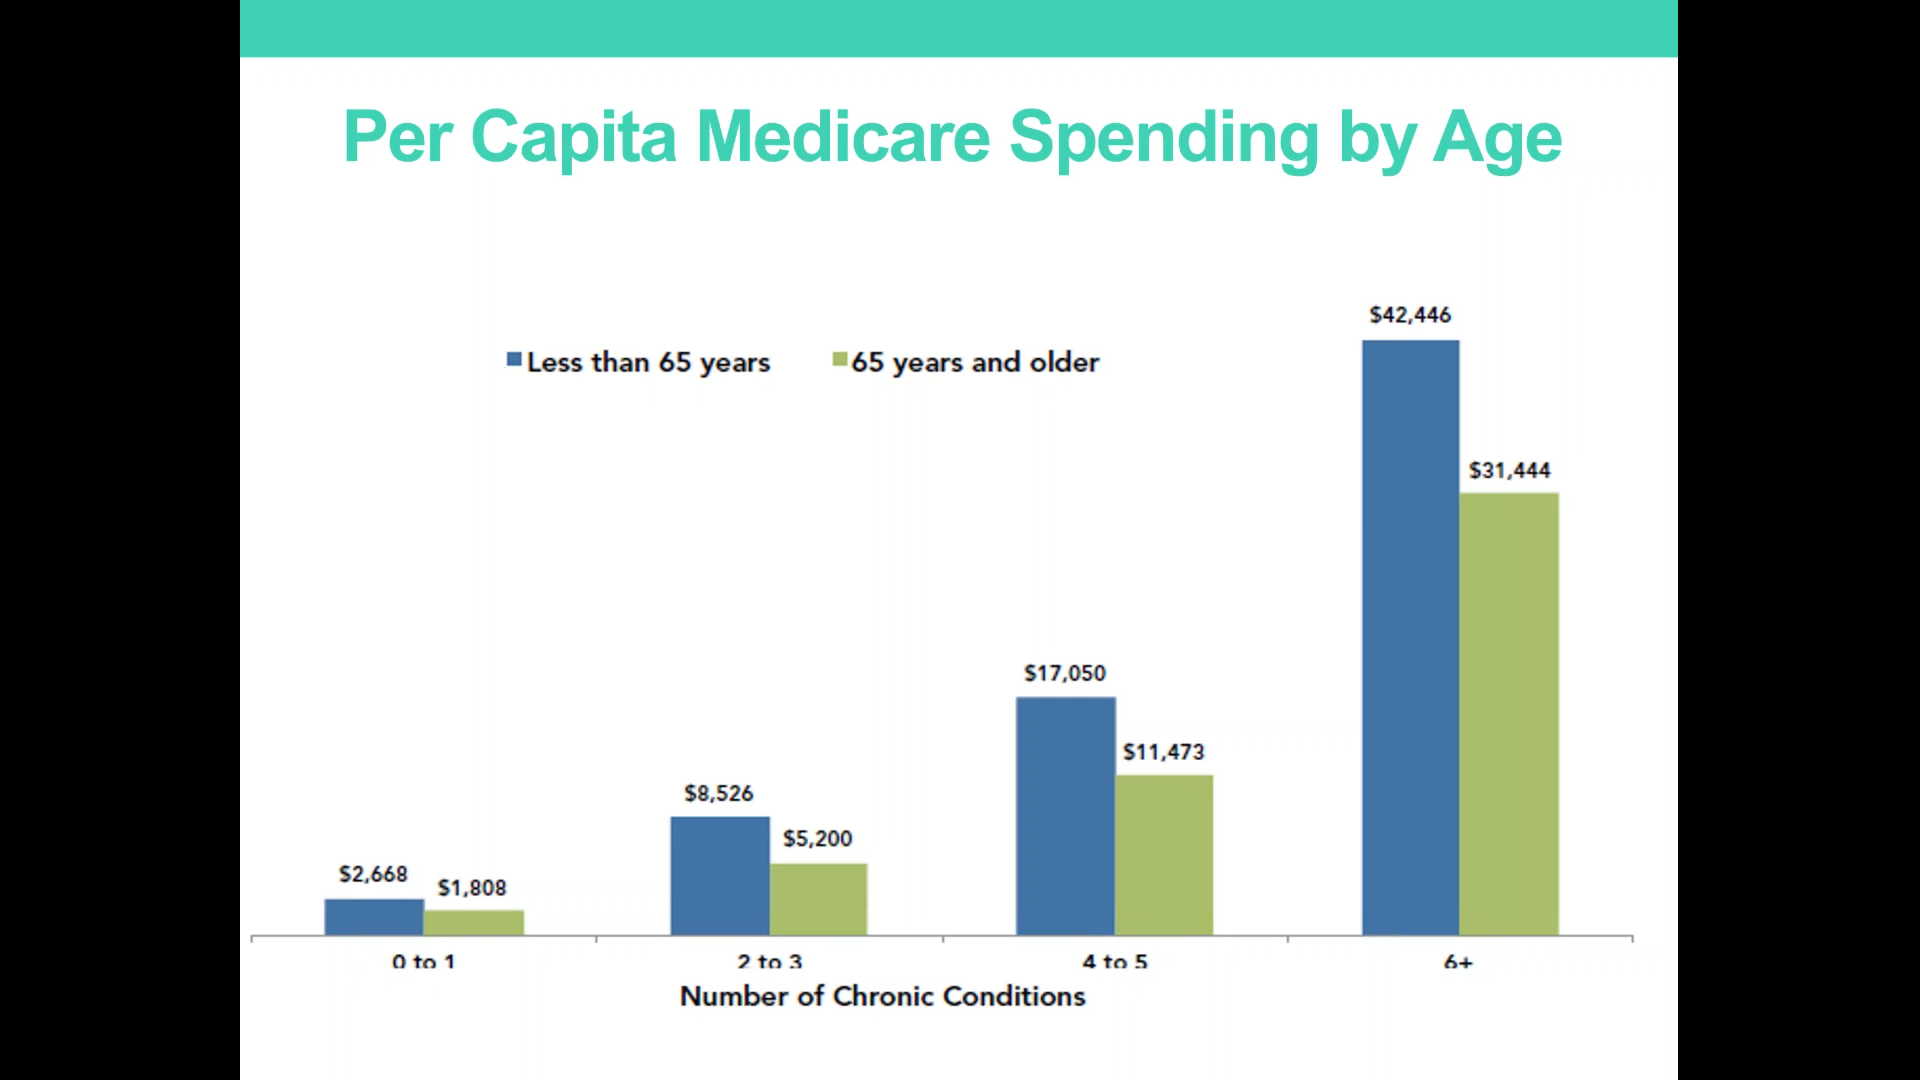 Per Capita Medicare Spending by Age
Less than 65 years 65 years and older
$42,446
$31,444
$17,050
$11,473
$8,526
$5,200
$2,668
$1,808
0 to 1 2 to 3 4 to 5 6+
Number of Chronic Conditions